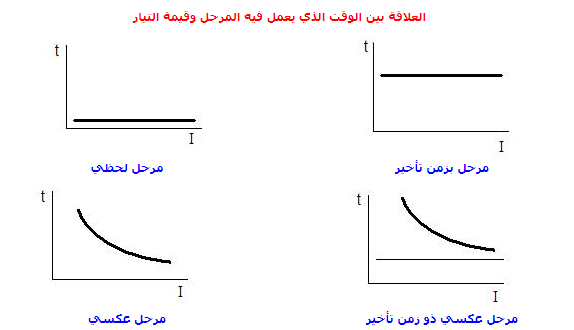 العلاقة بين الوقت الذي يعمل فيه المرحل وقيمة التيار
t
I
مرحل بزمن تأخير
t
I
مرحل لحظي
t
I
مرحل عكسي ذو زمن تأخير
t
I
مرحل عكسي